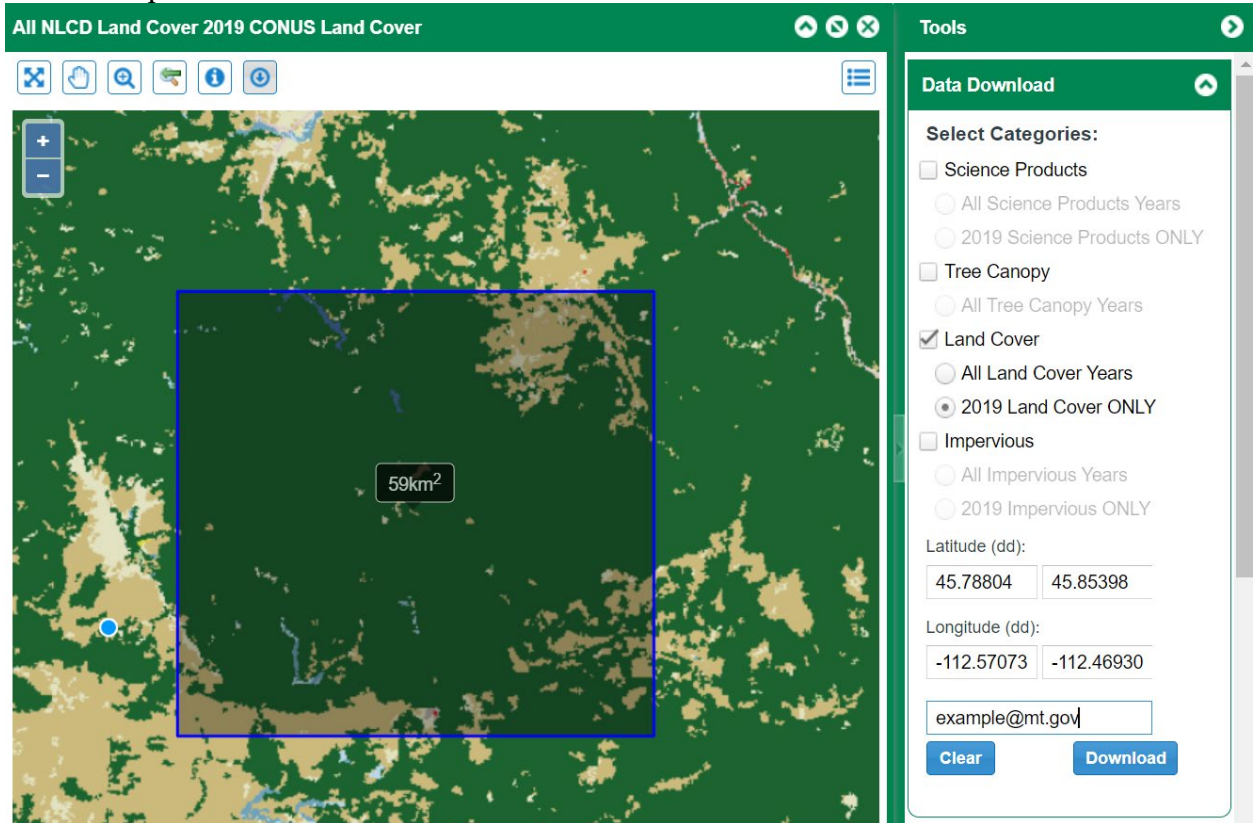 All NLCD Land Cover 2019 CONUS Land Cover
+
−
59km²
Tools
Data Download
Select Categories:
Science Products
All Science Products Years
2019 Science Products ONLY
Tree Canopy
All Tree Canopy Years
Land Cover
All Land Cover Years
2019 Land Cover ONLY
Impervious
All Impervious Years
2019 Impervious ONLY
Latitude (dd):
45.78804 45.85398
Longitude (dd):
-112.57073 -112.46930
example@mt.gov
Clear Download